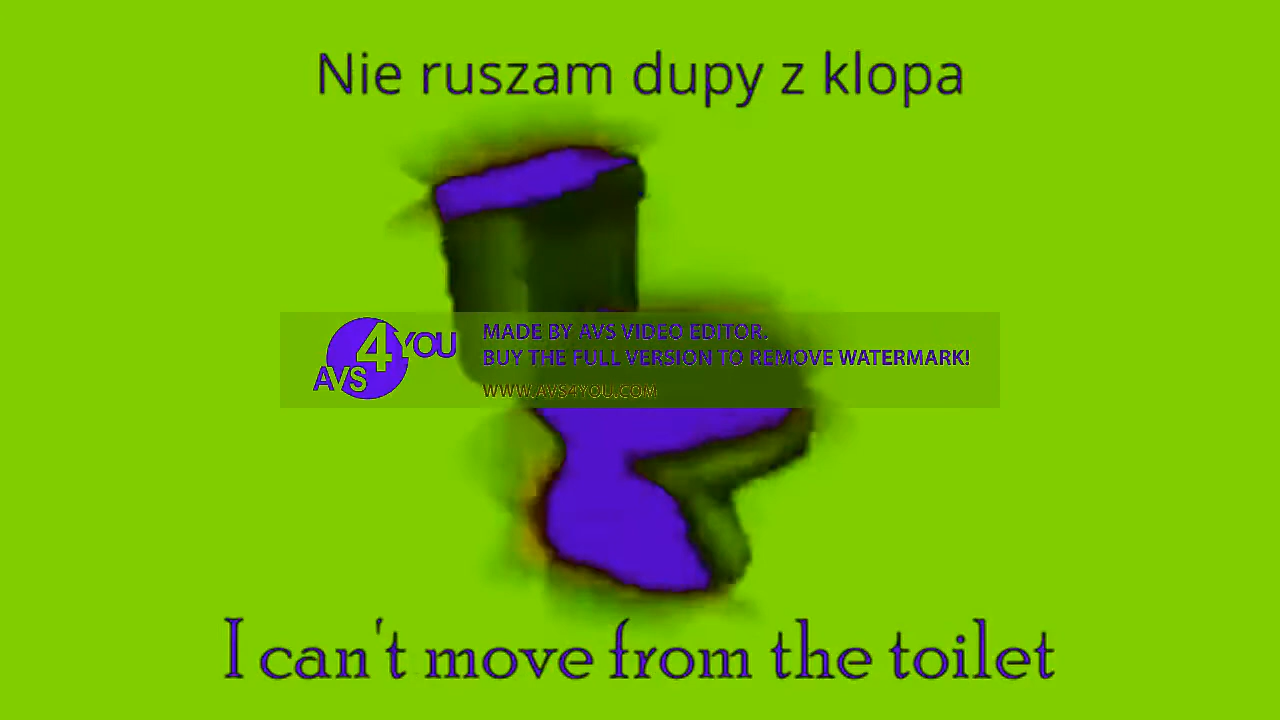 Nie ruszam dupy z klopa
AVS4YOU
MADE BY AVS VIDEO EDITOR.
BUY THE FULL VERSION TO REMOVE WATERMARK!
WWW.AVS4YOU.COM
I can't move from the toilet